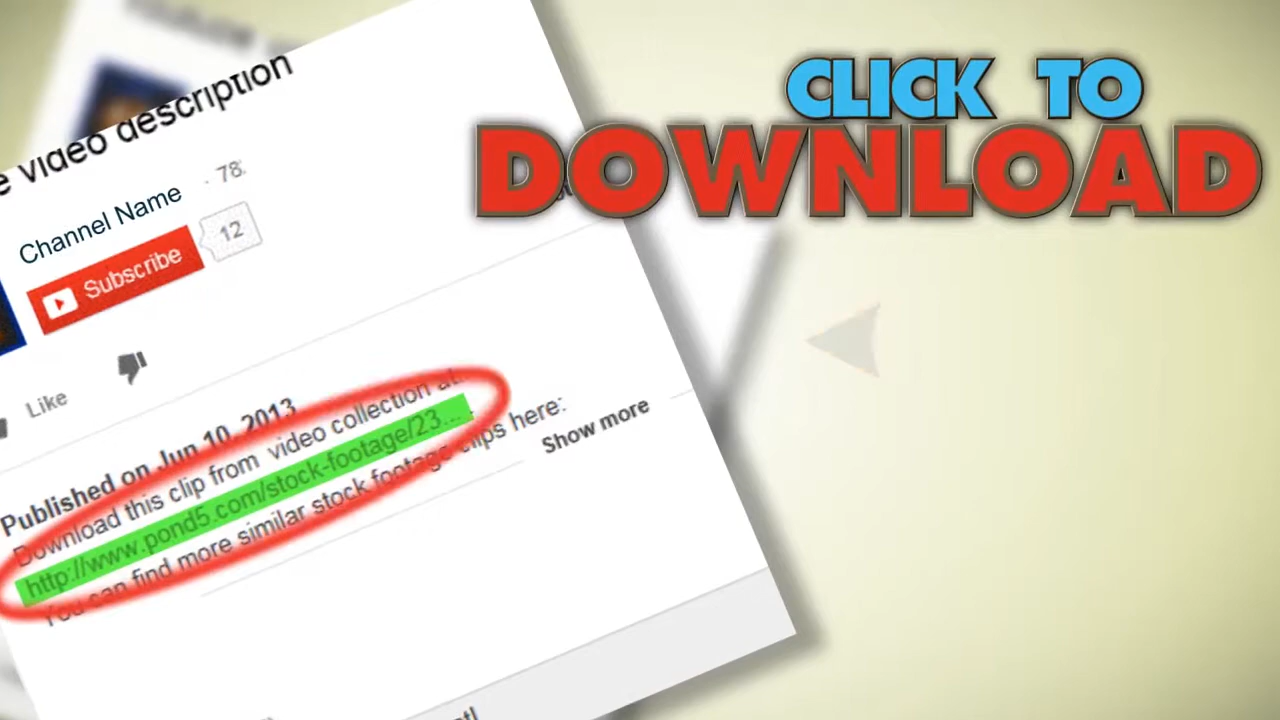 CLICK TO
DOWNLOAD
e video description
Channel Name
Subscribe
12
Like
Published on Jun 10, 2013
Download this clip from video collection at:
http://www.pond5.com/stock-footage/23...
You can find more similar stock footage clips here:
Show more